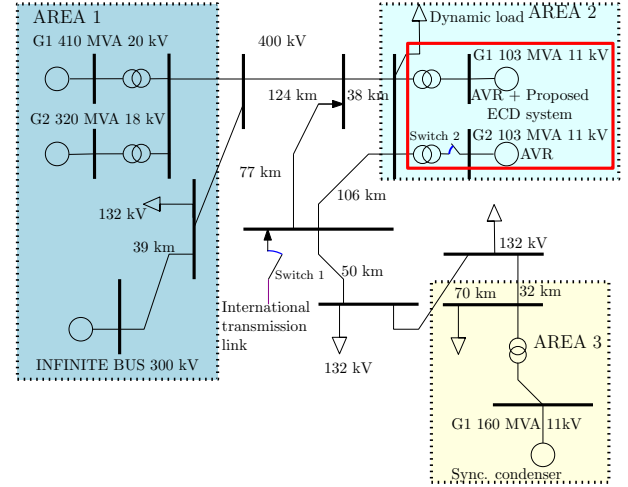 AREA 1
G1 410 MVA 20 kV
400 kV
Dynamic load
AREA 2
G1 103 MVA 11 kV
124 km
38 km
AVR + Proposed
ECD system
G2 320 MVA 18 kV
Switch 2
G2 103 MVA 11 kV
AVR
77 km
106 km
132 kV
39 km
132 kV
50 km
Switch 1
International
transmission
link
70 km
32 km
AREA 3
INFINITE BUS 300 kV
132 kV
G1 160 MVA 11kV
Sync. condenser